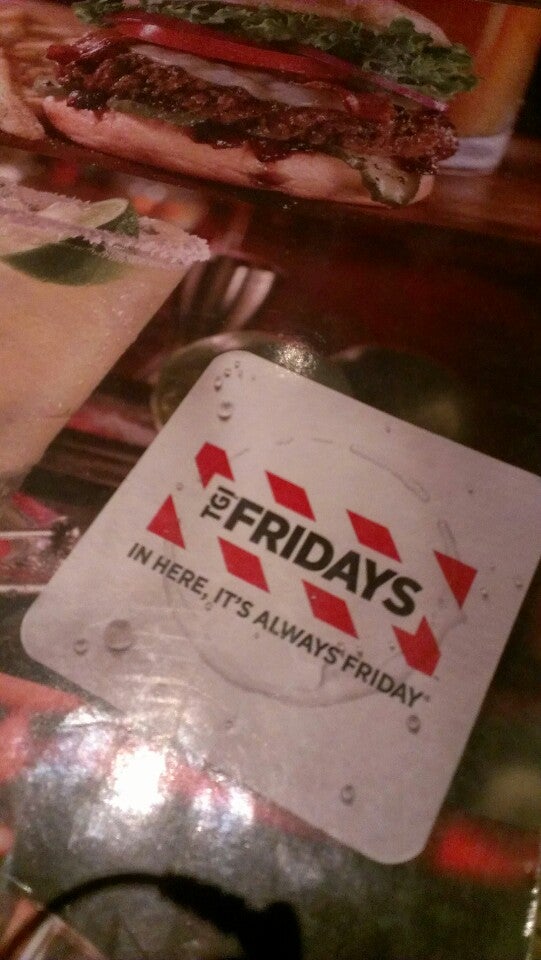 TGI FRIDAYS
IN HERE, IT'S ALWAYS FRIDAY®